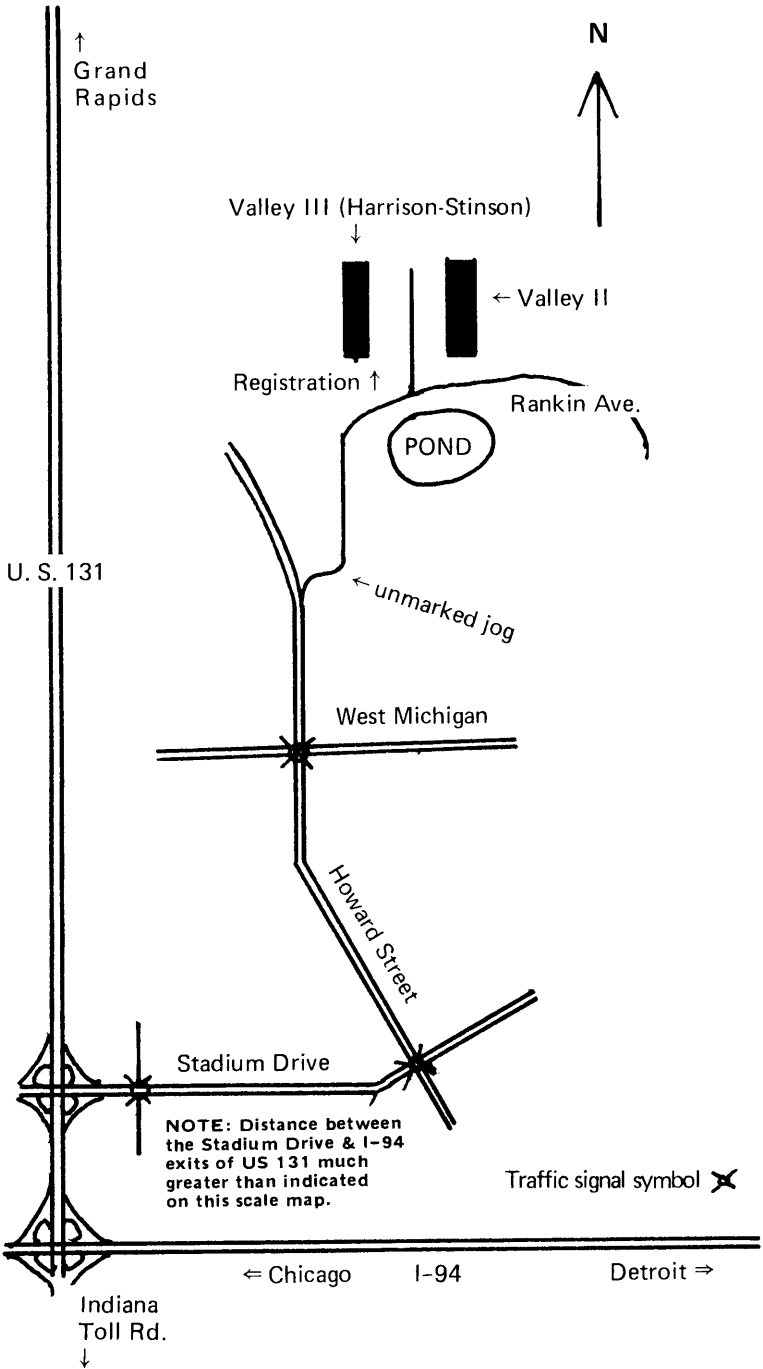 ↑
Grand
Rapids
N
Valley III (Harrison-Stinson)
↓
← Valley II
Registration ↑
Rankin Ave.
POND
U. S. 131
← unmarked jog
West Michigan
Howard Street
Stadium Drive
NOTE: Distance between
the Stadium Drive & I-94
exits of US 131 much
greater than indicated
on this scale map.
Traffic signal symbol
⇐ Chicago I-94 Detroit ⇒
Indiana
Toll Rd.
↓